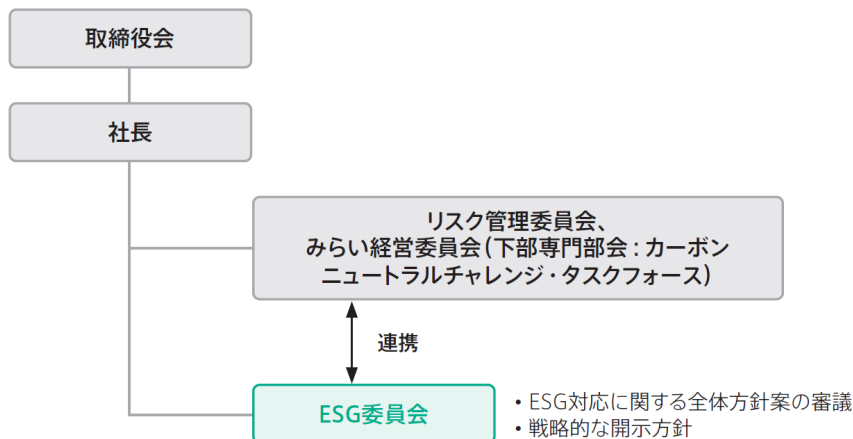 取締役会
社長
リスク管理委員会、
みらい経営委員会（下部専門部会：カーボン
ニュートラルチャレンジ・タスクフォース）
連携
ESG委員会
・ESG対応に関する全体方針案の審議
・戦略的な開示方針